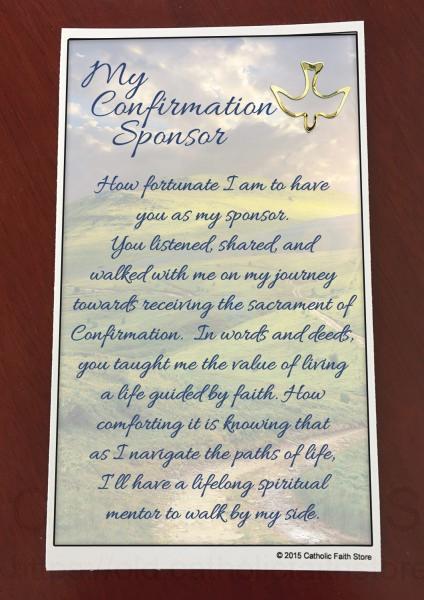 My
Confirmation
Sponsor
How fortunate I am to have
you as my sponsor.
You listened, shared, and
walked with me on my journey
towards receiving the sacrament of
Confirmation. In words and deeds,
you taught me the value of living
a life guided by faith. How
comforting it is knowing that
as I navigate the paths of life,
I'll have a lifelong spiritual
mentor to walk by my side.
© 2015 Catholic Faith Store